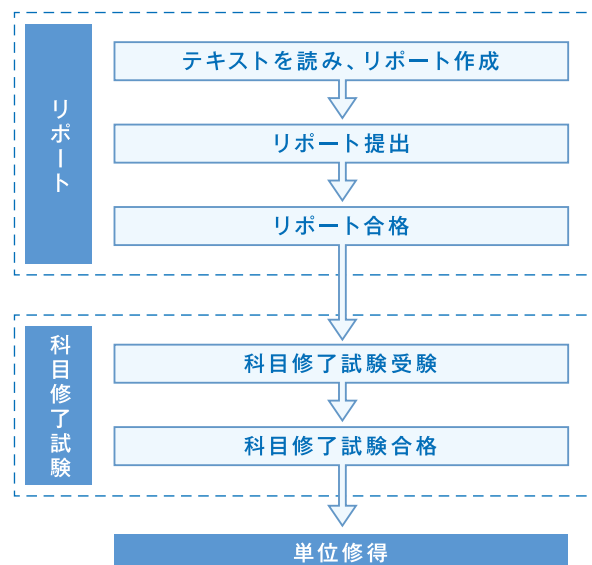 リポート
テキストを読み、リポート作成
リポート提出
リポート合格
科目修了試験
科目修了試験受験
科目修了試験合格
単位修得